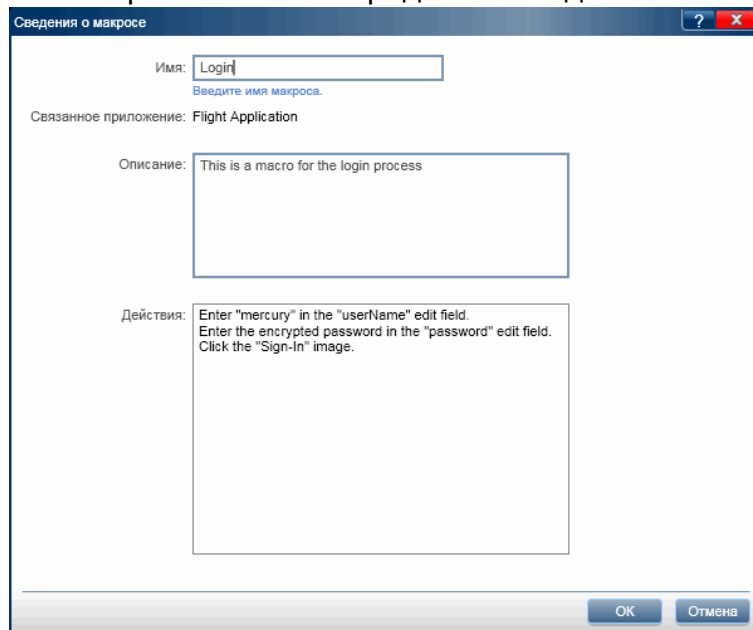 Сведения о макросе
?
X
Имя: Login
Введите имя макроса.
Связанное приложение: Flight Application
Описание: This is a macro for the login process
Действия: Enter "mercury" in the "userName" edit field.
Enter the encrypted password in the "password" edit field.
Click the "Sign-In" image.
ОК
Отмена